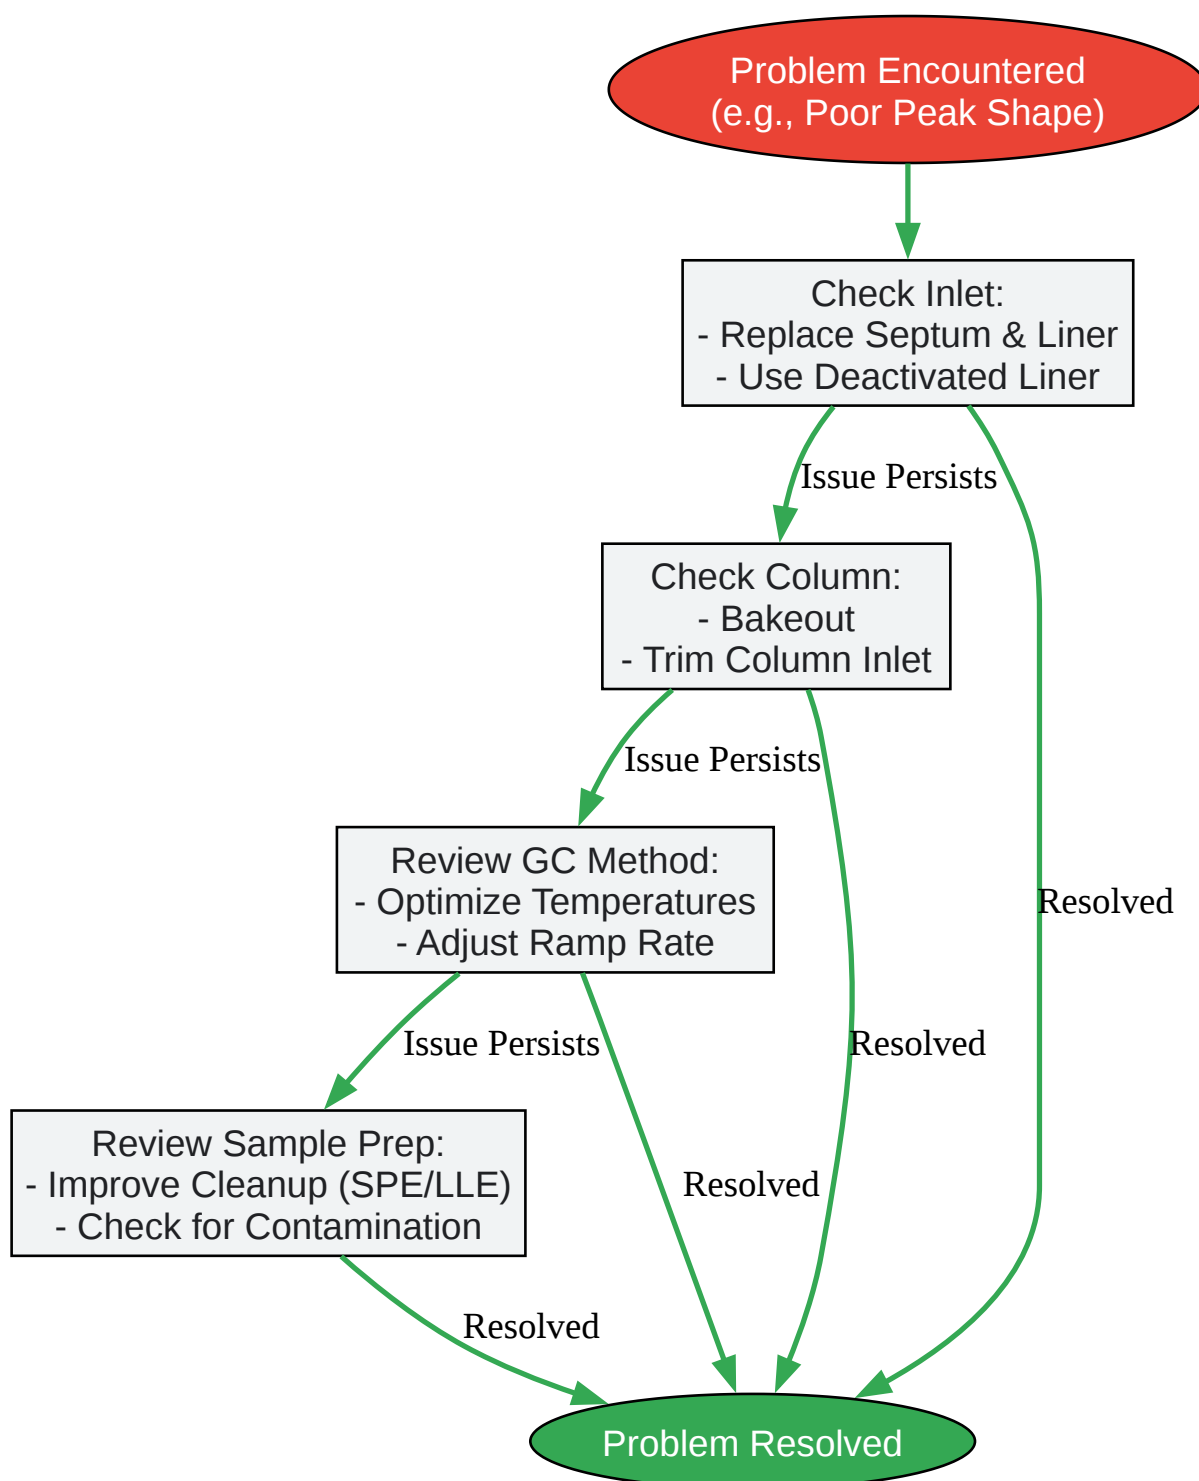 Problem Encountered
(e.g., Poor Peak Shape)
Check Inlet:
- Replace Septum & Liner
- Use Deactivated Liner
Issue Persists
Check Column:
- Bakeout
- Trim Column Inlet
Issue Persists
Review GC Method:
- Optimize Temperatures
- Adjust Ramp Rate
Resolved
Issue Persists
Resolved
Review Sample Prep:
- Improve Cleanup (SPE/LLE)
- Check for Contamination
Resolved
Resolved
Problem Resolved